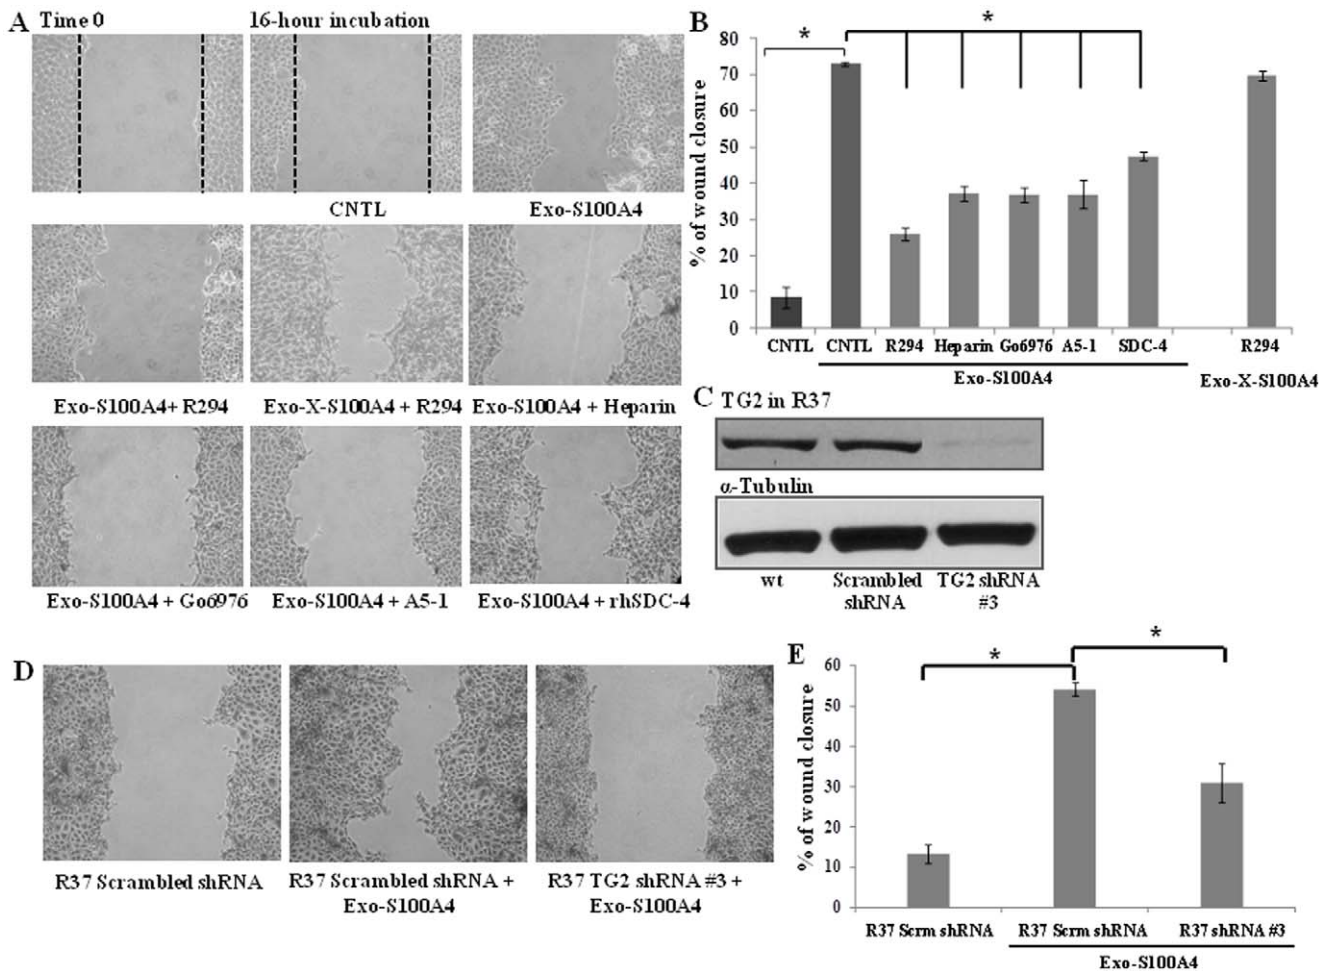 A Time 0 16-hour incubation
CNTL Exo-S100A4
Exo-S100A4+ R294 Exo-X-S100A4 + R294 Exo-S100A4 + Heparin
Exo-S100A4 + Go6976 Exo-S100A4 + A5-1 Exo-S100A4 + rhSDC-4
B
* *
% of wound closure
80
70
60
50
40
30
20
10
0
CNTL CNTL R294 Heparin Go6976 A5-1 SDC-4 R294
Exo-S100A4 Exo-X-S100A4
C TG2 in R37
α-Tubulin
wt Scrambled TG2 shRNA
shRNA #3
D
R37 Scrambled shRNA R37 Scrambled shRNA + R37 TG2 shRNA #3 +
Exo-S100A4 Exo-S100A4
E
* *
% of wound closure
60
50
40
30
20
10
0
R37 Scrm shRNA R37 Scrm shRNA R37 shRNA #3
Exo-S100A4